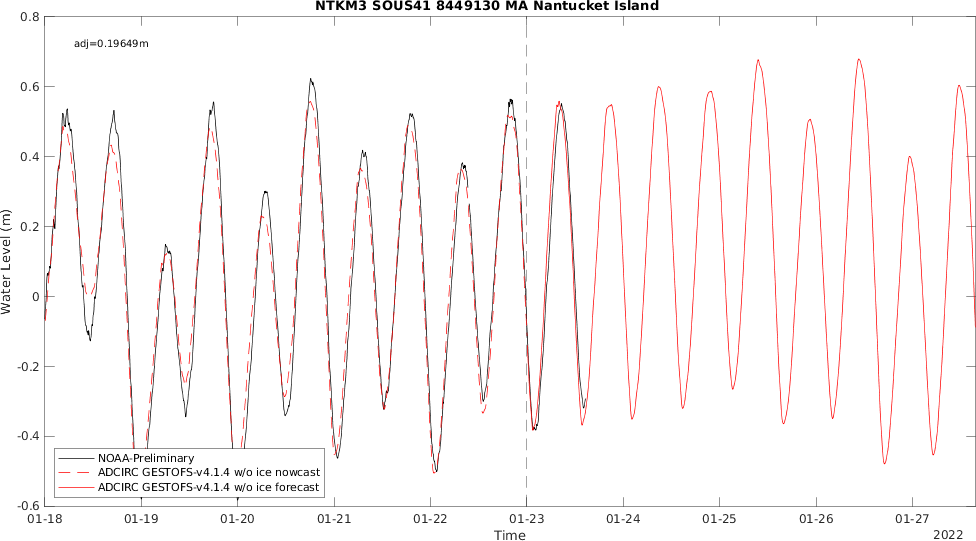 NTKM3 SOUS41 8449130 MA Nantucket Island
adj=0.19649m
Water Level (m)
0.8
0.6
0.4
0.2
0
-0.2
-0.4
-0.6
NOAA-Preliminary
ADCIRC GESTOFS-v4.1.4 w/o ice nowcast
ADCIRC GESTOFS-v4.1.4 w/o ice forecast
01-18 01-19 01-20 01-21 01-22 01-23 01-24 01-25 01-26 01-27
Time
2022